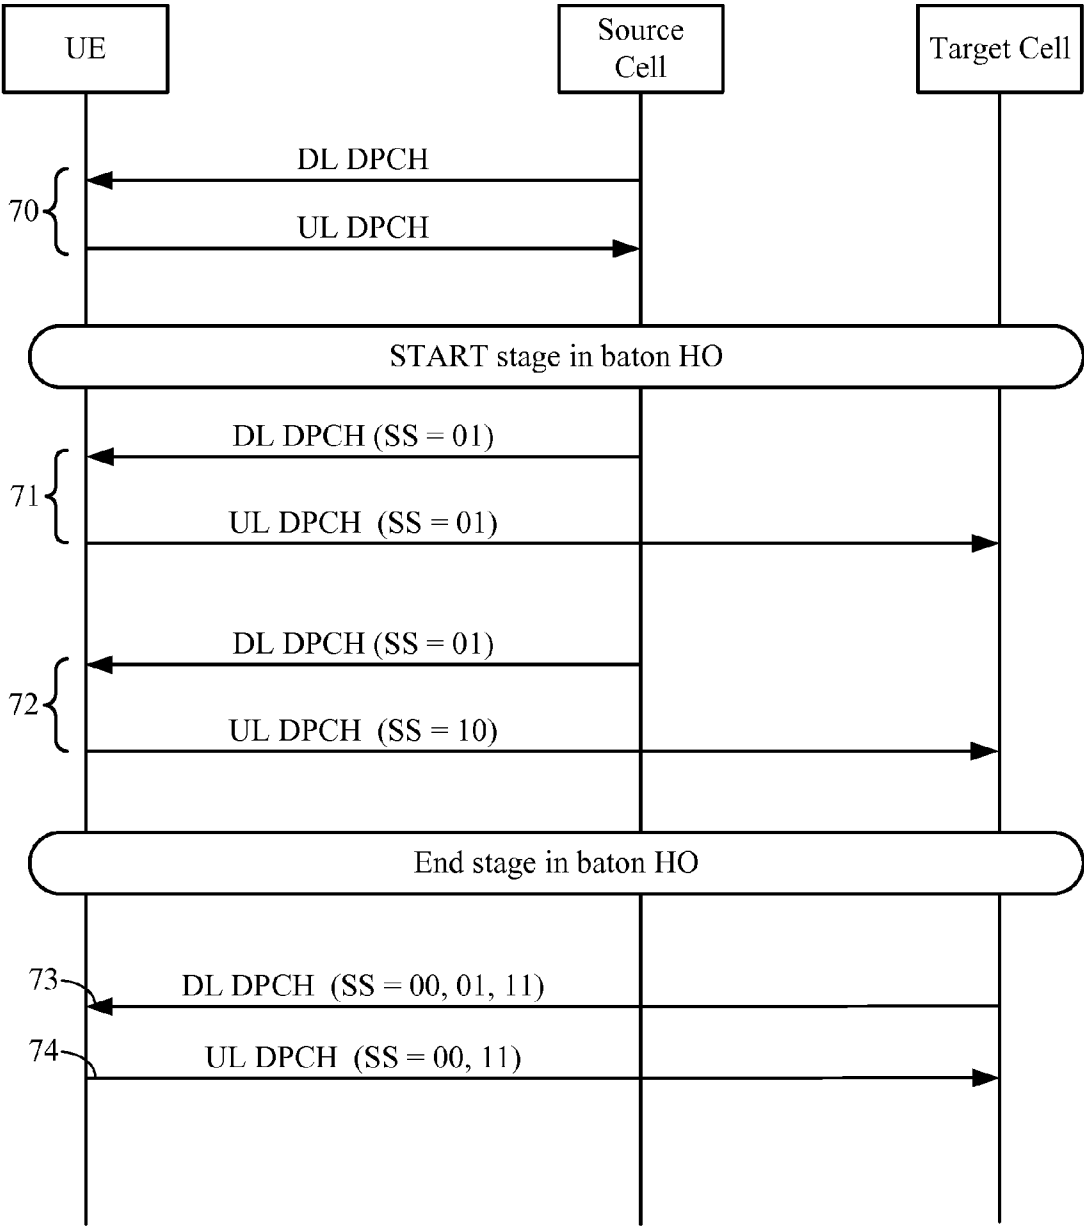 UE
Source
Cell
Target Cell
DL DPCH
70
UL DPCH
START stage in baton HO
DL DPCH (SS = 01)
71
UL DPCH (SS = 01)
DL DPCH (SS = 01)
72
UL DPCH (SS = 10)
End stage in baton HO
73
DL DPCH (SS = 00, 01, 11)
74
UL DPCH (SS = 00, 11)